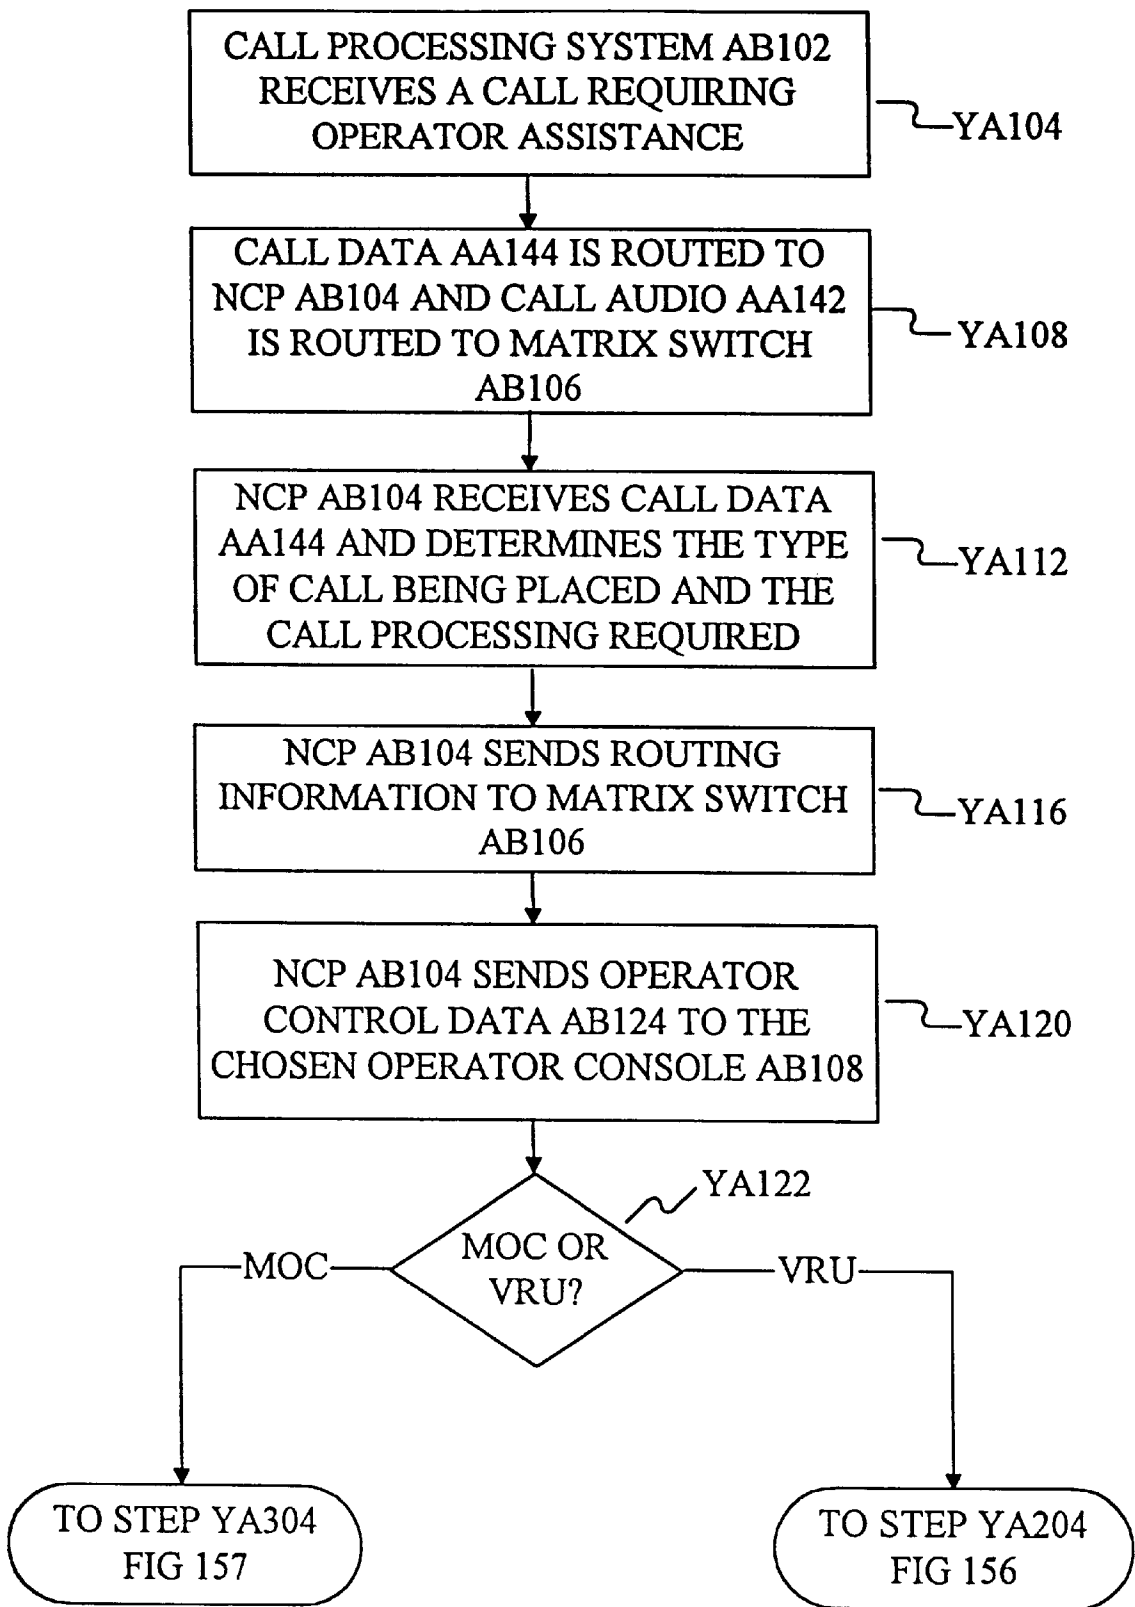 CALL PROCESSING SYSTEM AB102
RECEIVES A CALL REQUIRING
OPERATOR ASSISTANCE
YA104
CALL DATA AA144 IS ROUTED TO
NCP AB104 AND CALL AUDIO AA142
IS ROUTED TO MATRIX SWITCH
AB106
YA108
NCP AB104 RECEIVES CALL DATA
AA144 AND DETERMINES THE TYPE
OF CALL BEING PLACED AND THE
CALL PROCESSING REQUIRED
YA112
NCP AB104 SENDS ROUTING
INFORMATION TO MATRIX SWITCH
AB106
YA116
NCP AB104 SENDS OPERATOR
CONTROL DATA AB124 TO THE
CHOSEN OPERATOR CONSOLE AB108
YA120
YA122
MOC OR
VRU?
MOC
VRU
TO STEP YA304
FIG 157
TO STEP YA204
FIG 156